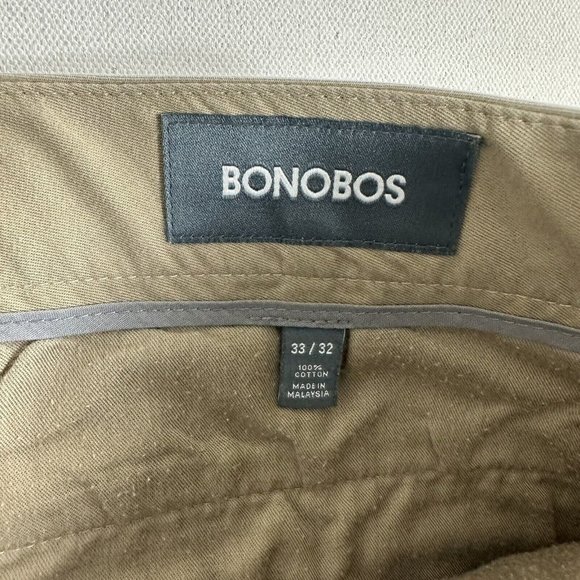 BONOBOS
33 / 32
100%
COTTON
MADE IN
MALAYSIA